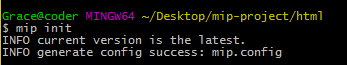 Grace@coder MINGW64 ~/Desktop/mip-project/html
$ mip init
INFO current version is the latest.
INFO generate config success: mip.config